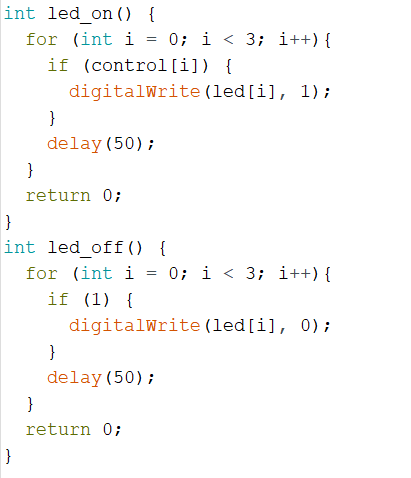 int led_on() {
  for (int i = 0; i < 3; i++){
    if (control[i]) {
      digitalWrite(led[i], 1);
    }
    delay(50);
  }
  return 0;
}
int led_off() {
  for (int i = 0; i < 3; i++){
    if (1) {
      digitalWrite(led[i], 0);
    }
    delay(50);
  }
  return 0;
}